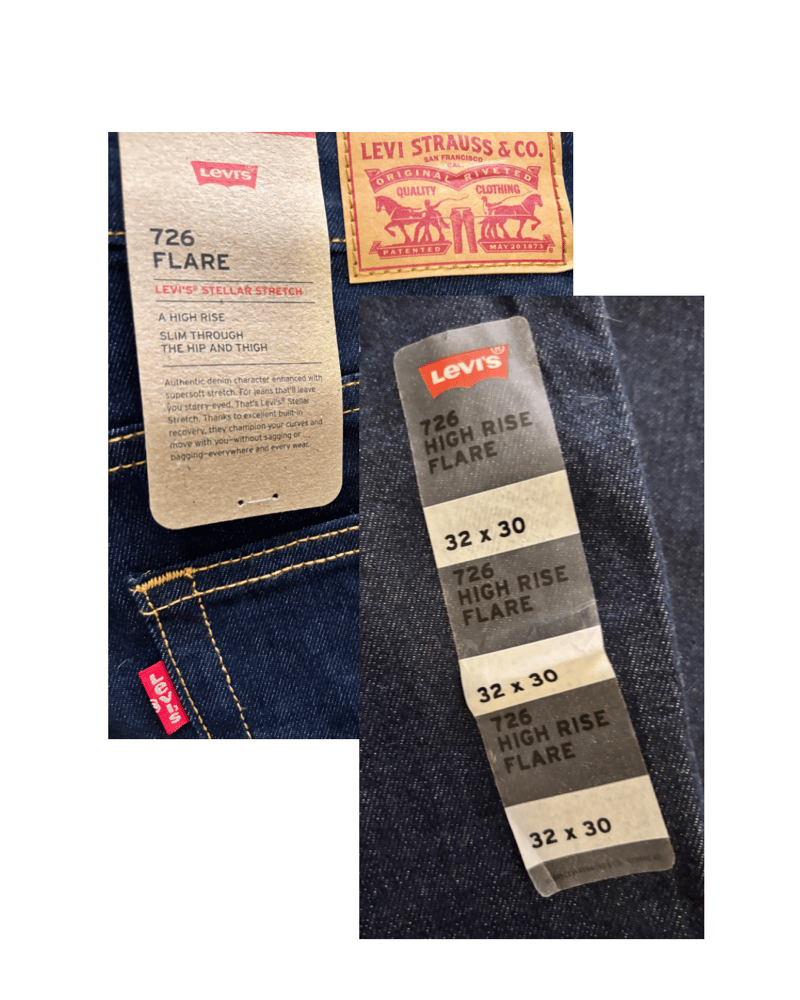 Levi's
726
FLARE
LEVI'S® STELLAR STRETCH
A HIGH RISE
SLIM THROUGH
THE HIP AND THIGH
Authentic denim character enhanced with
supersoft stretch. For jeans that'll leave
you starry-eyed. That's Levi's® Stellar
Stretch. Thanks to excellent built-in
recovery, they champion your curves and
move with you—without sagging or
bagging—everywhere and every wear.
LEVI STRAUSS & CO.
SAN FRANCISCO
CAL.
ORIGINAL RIVETED
QUALITY CLOTHING
PATENTED MAY 20 1873
Levi's
Levi's®
726
HIGH RISE
FLARE
32 x 30
726
HIGH RISE
FLARE
32 x 30
726
HIGH RISE
FLARE
32 x 30